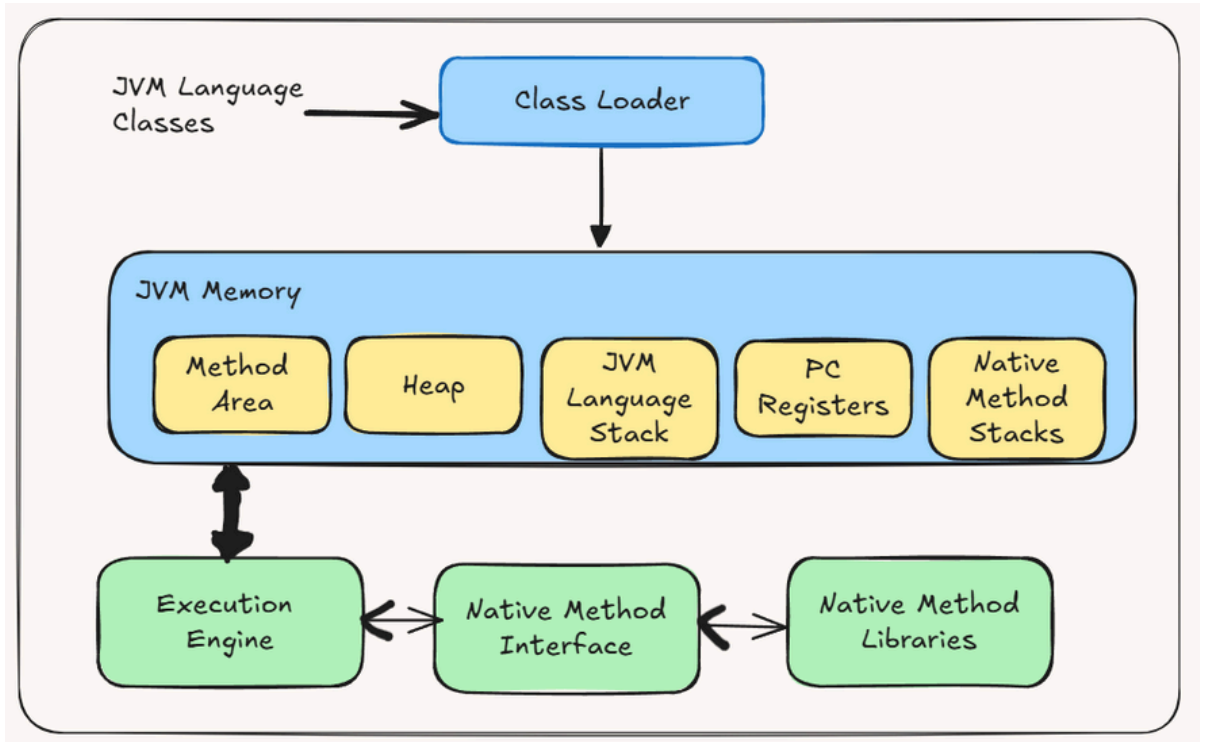 JVM Language
Classes
Class Loader
JVM Memory
Method
Area
Heap
JVM
Language
Stack
PC
Registers
Native
Method
Stacks
Execution
Engine
Native Method
Interface
Native Method
Libraries